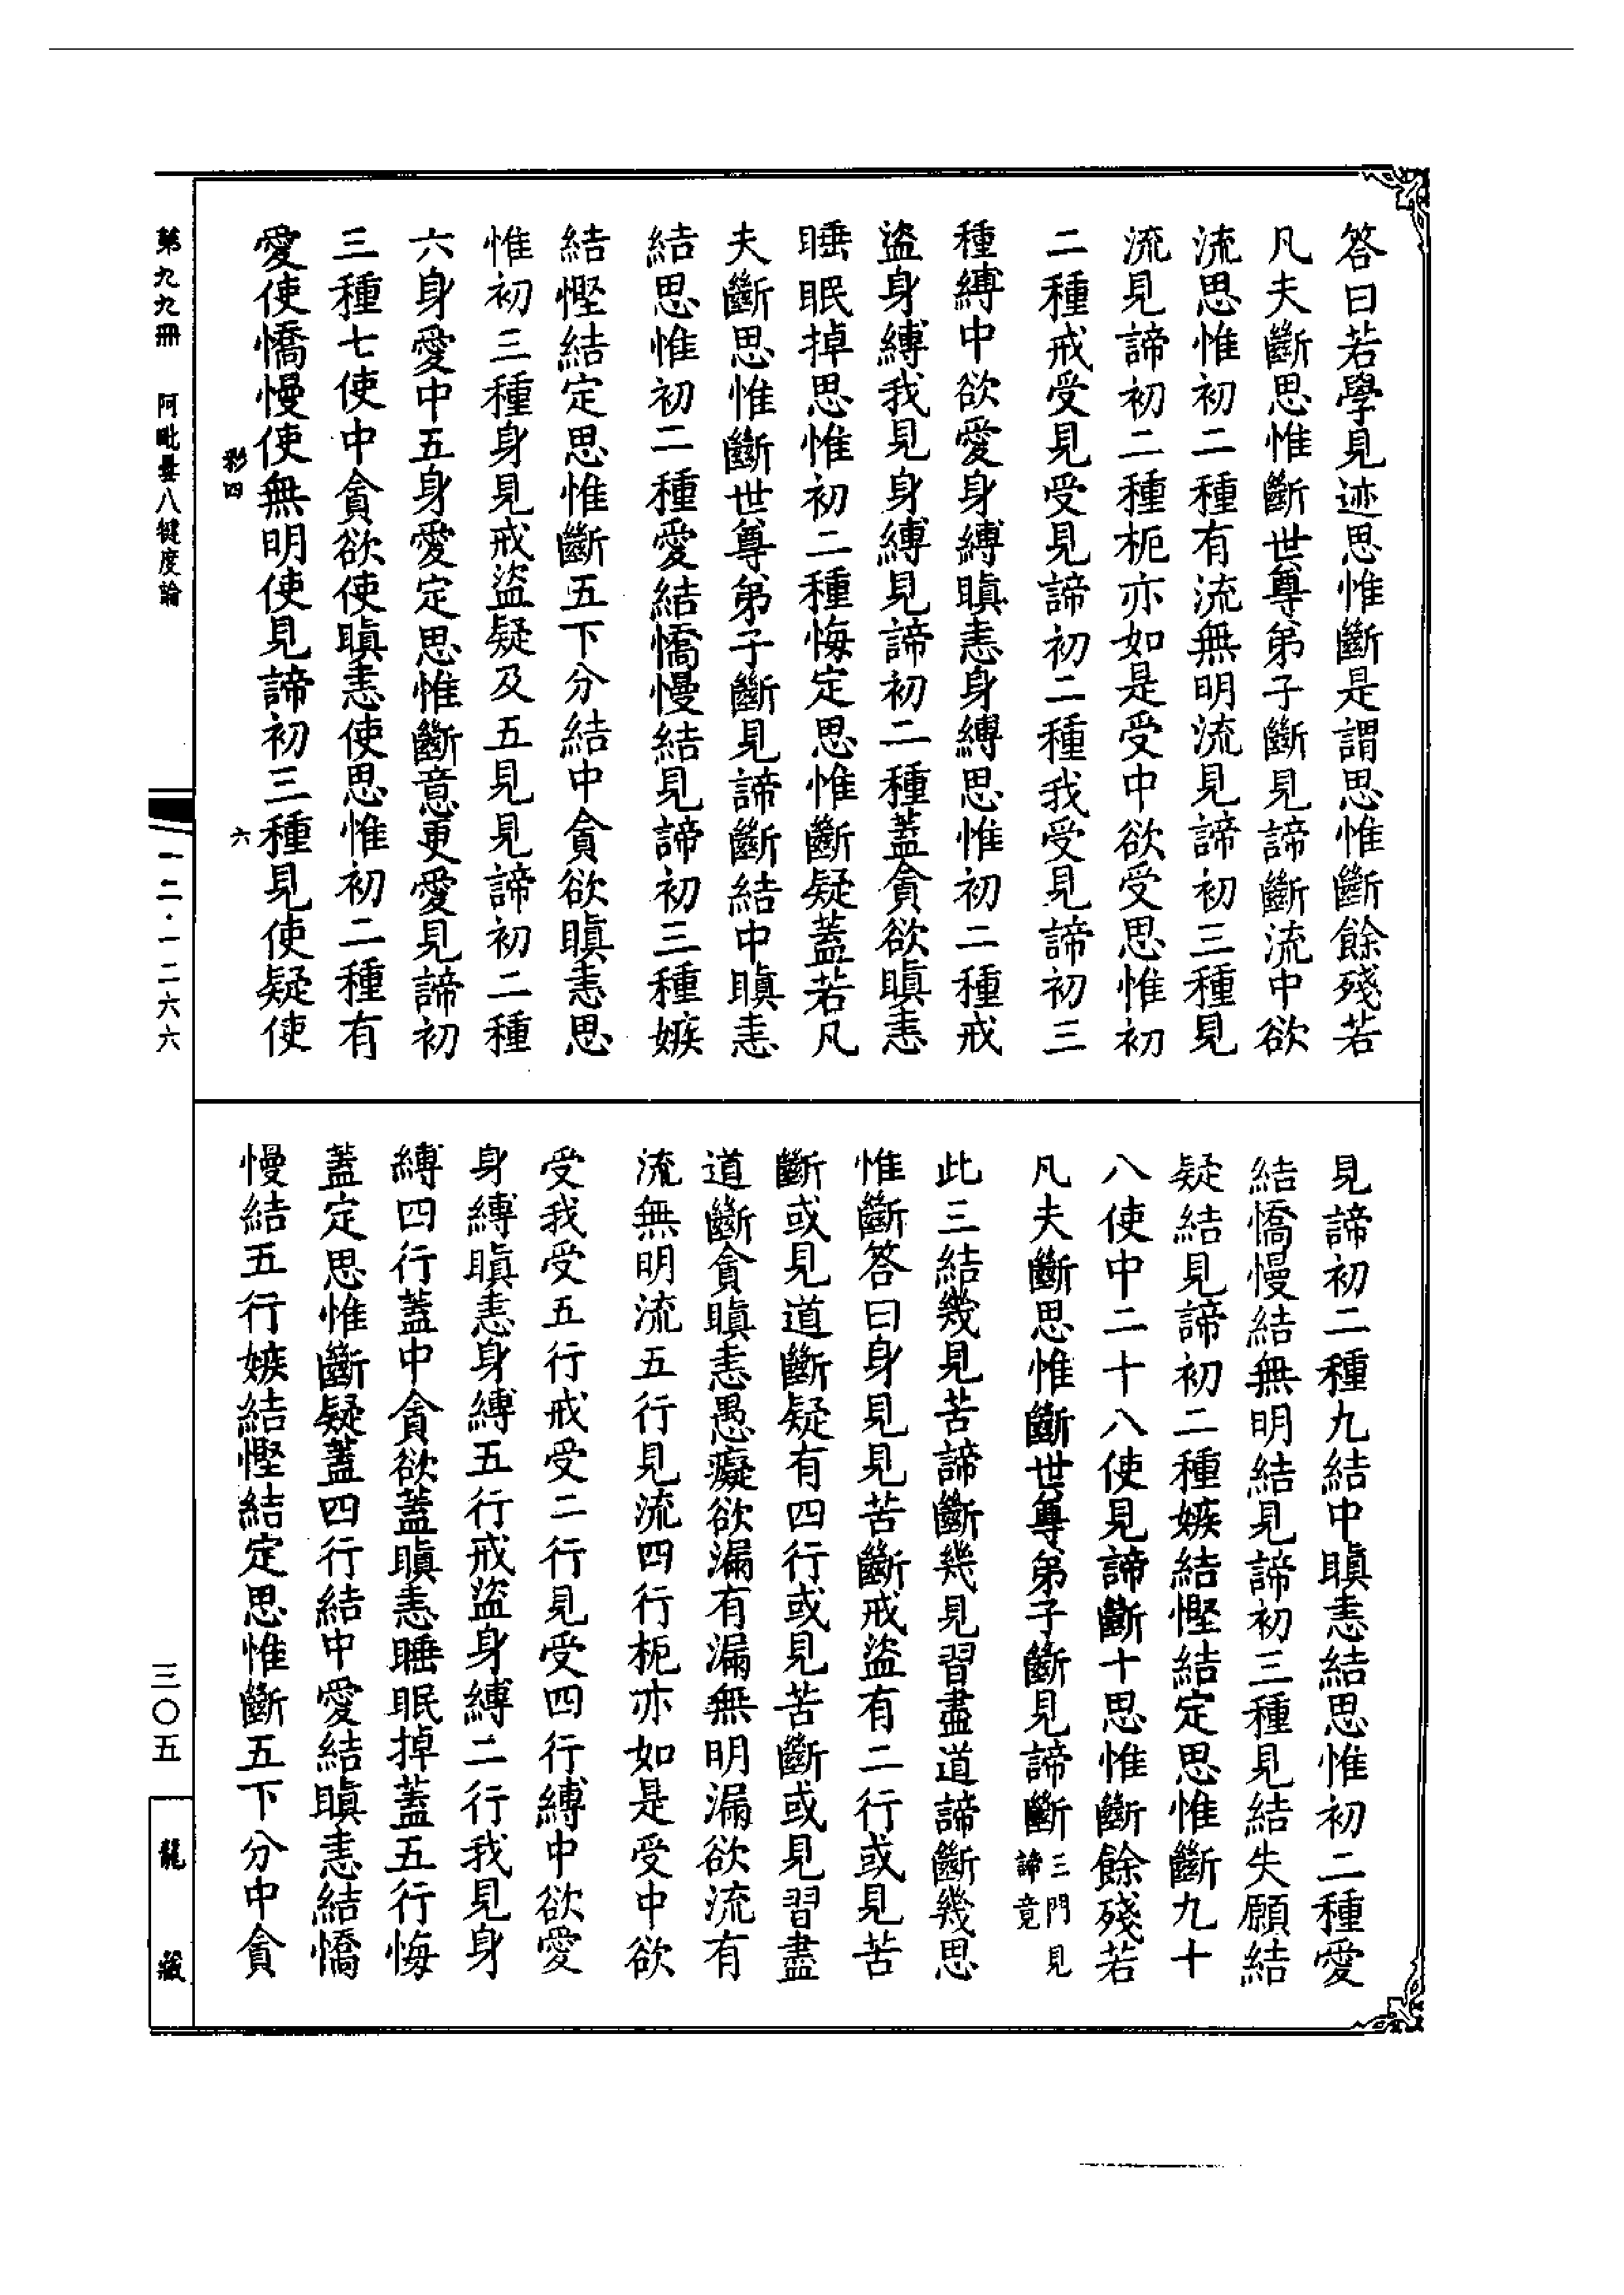 答曰若學見迹思惟斷是謂思惟斷餘殘若
凡夫斷思惟斷世尊弟子斷見諦斷流中欲
流思惟初二種有流無明流見諦初三種見
流見諦初二種枙亦如是受中欲受思惟初
二種戒受見受見諦初二種我受見諦初三
種縛中欲愛身縛瞋恚身縛思惟初二種戒
盜身縛我見身縛見諦初二種蓋貪欲瞋恚
睡眠掉思惟初二種悔定思惟斷疑蓋若凡
夫斷思惟斷世尊弟子斷見諦斷結中瞋恚
結思惟初二種愛結憍慢結見諦初三種嫉
結慳結定思惟斷五下分結中貪欲瞋恚思
惟初三種身見戒盜疑及五見見諦初二種
六身愛中五身愛定思惟斷意更愛見諦初
三種七使中貪欲使瞋恚使思惟初二種有
愛使憍慢使無明使見諦初三種見使疑使
彩四
六
見諦初二種九結中瞋恚結思惟初二種愛
結憍慢結無明結見諦初三種見結失願結
疑結見諦初二種嫉結慳結定思惟斷九十
八使中二十八使見諦斷十思惟斷餘殘若
凡夫斷思惟斷世尊弟子斷見諦斷三門見
諦竟
此三結幾見苦諦斷幾見習盡道諦斷幾思
惟斷答曰身見見苦斷戒盜有二行或見苦
斷或見道斷疑有四行或見苦斷或見習盡
道斷貪瞋恚愚癡欲漏有漏無明漏欲流有
流無明流五行見流四行枙亦如是受中欲
受我受五行戒受二行見受四行縛中欲愛
身縛瞋恚身縛五行戒盜身縛二行我見身
縛四行蓋中貪欲蓋瞋恚睡眠掉蓋五行悔
蓋定思惟斷疑蓋四行結中愛結瞋恚結憍
慢結五行嫉結慳結定思惟斷五下分中貪
第九九冊　阿毗曇八犍度論
一二·一二六六
三〇五
龍藏